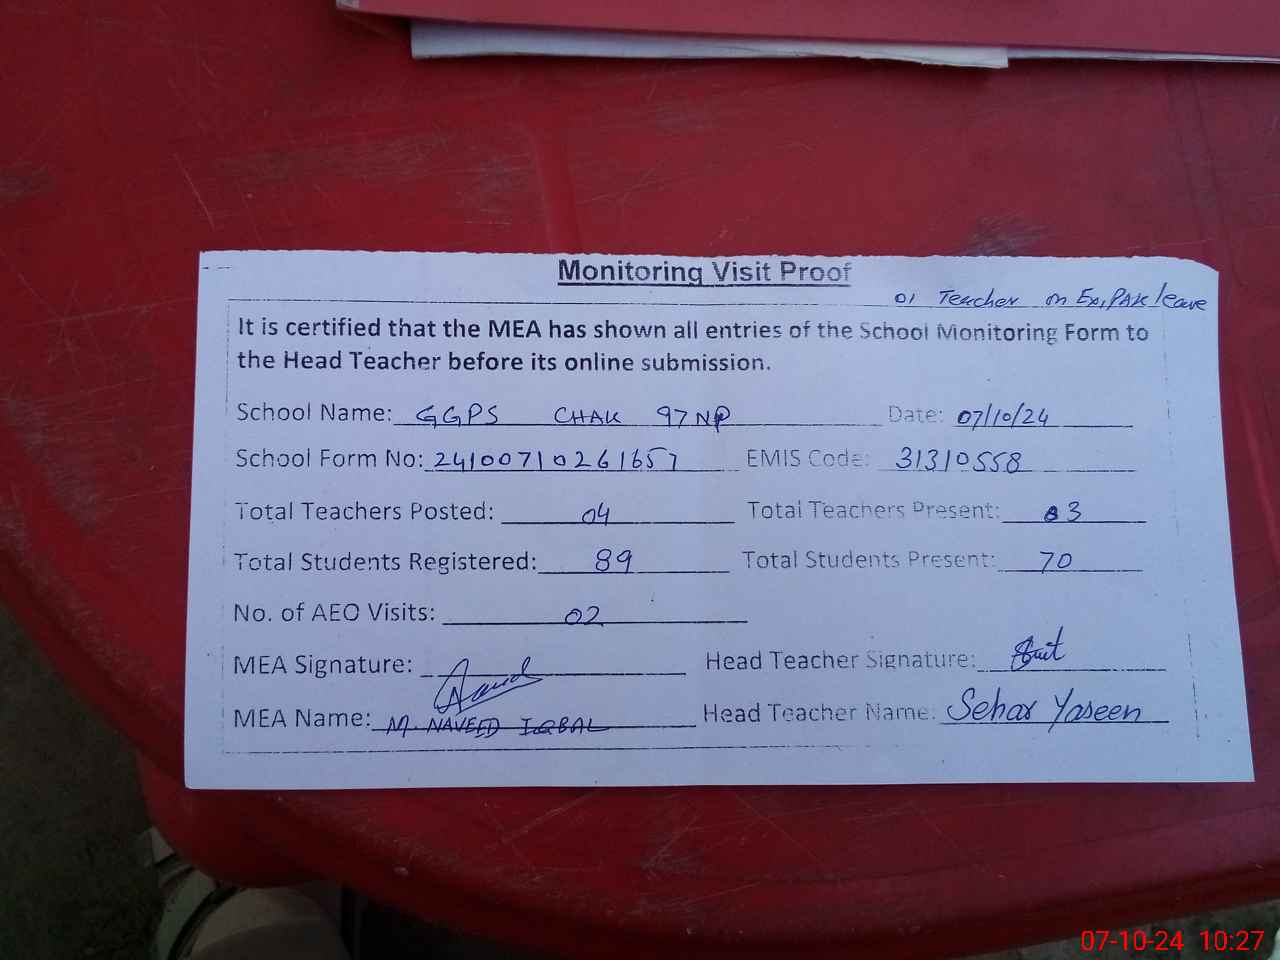 Monitoring Visit Proof
01 Teacher on Ex,PAK leave
It is certified that the MEA has shown all entries of the School Monitoring Form to
the Head Teacher before its online submission.
School Name: GGPS CHAK 97NP Date: 07/10/24
School Form No: 24100710261657 EMIS Code: 31310558
Total Teachers Posted: 04 Total Teachers Present: 03
Total Students Registered: 89 Total Students Present: 70
No. of AEO Visits: 02
MEA Signature: Head Teacher Signature:
MEA Name: M. NAVEED IQBAL Head Teacher Name: Sehar Yaseen
07-10-24 10:27